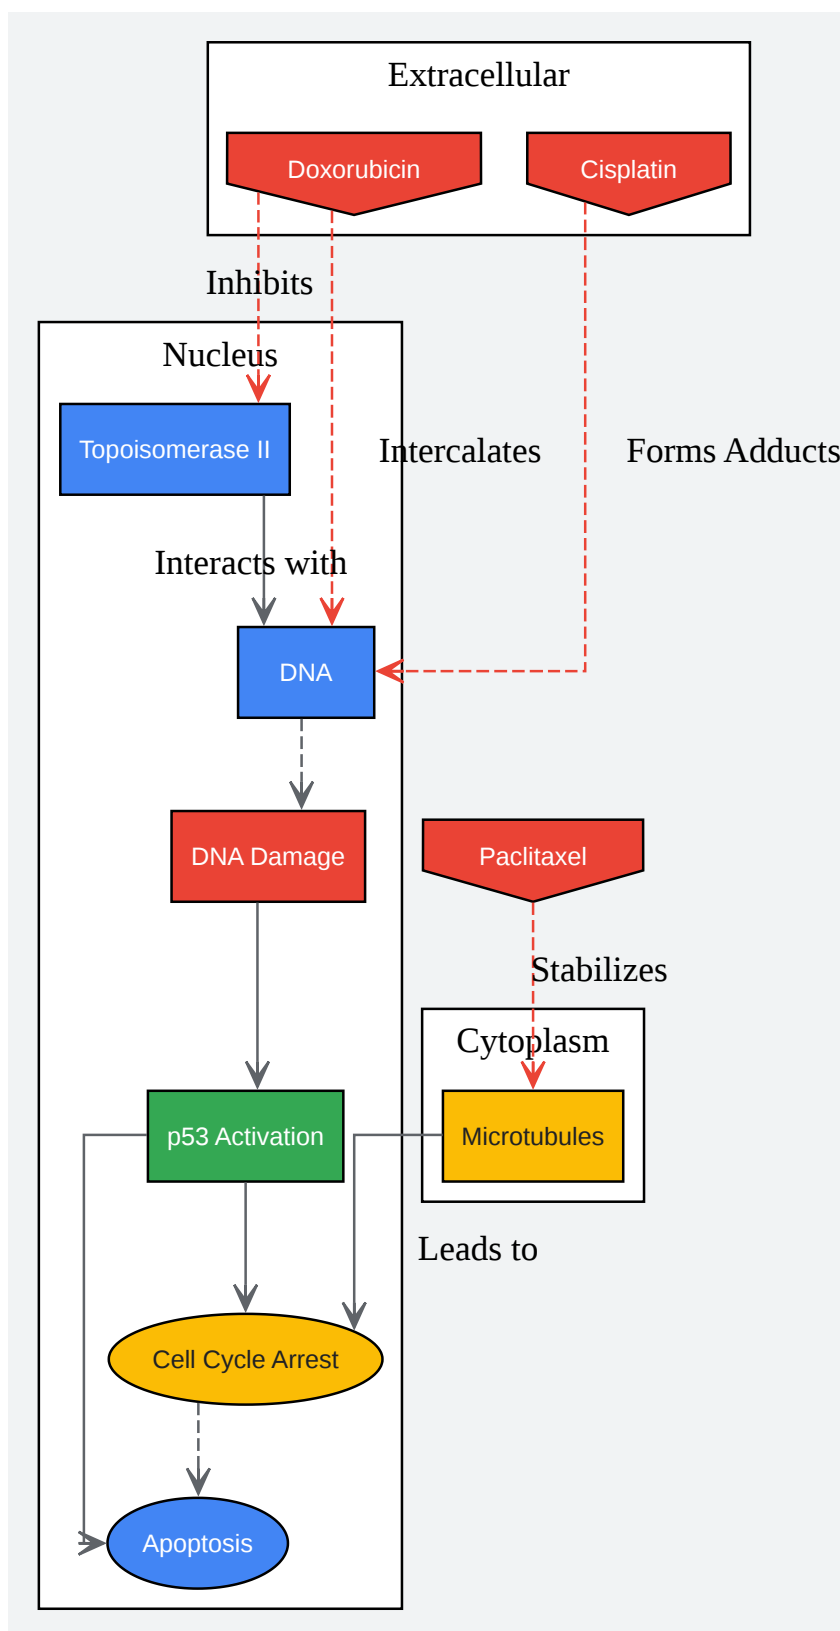 Extracellular
Doxorubicin
Cisplatin
Inhibits
Nucleus
Topoisomerase II
Intercalates
Forms Adducts
Interacts with
DNA
DNA Damage
Paclitaxel
Stabilizes
Cytoplasm
p53 Activation
Microtubules
Leads to
Cell Cycle Arrest
Apoptosis